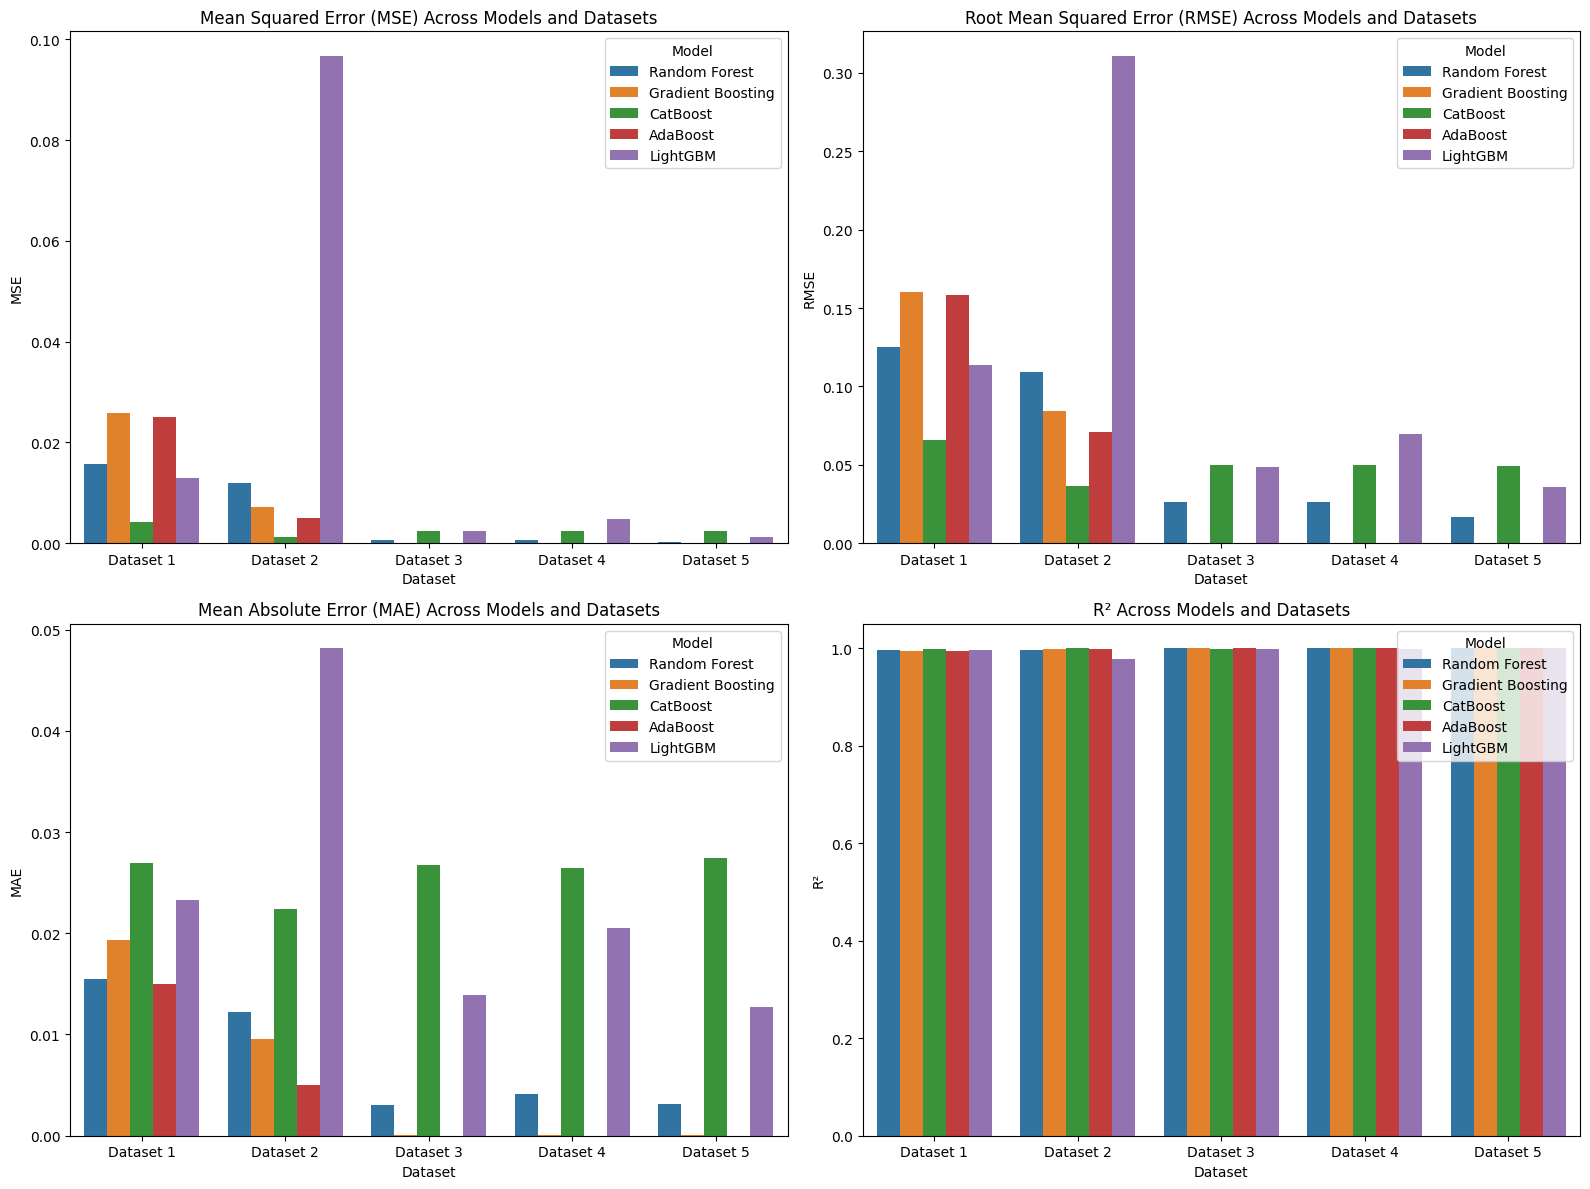 Mean Squared Error (MSE) Across Models and Datasets
MSE
0.10
0.08
0.06
0.04
0.02
0.00
Model
Random Forest
Gradient Boosting
CatBoost
AdaBoost
LightGBM
Dataset 1 Dataset 2 Dataset 3 Dataset 4 Dataset 5
Dataset
Root Mean Squared Error (RMSE) Across Models and Datasets
RMSE
0.30
0.25
0.20
0.15
0.10
0.05
0.00
Model
Random Forest
Gradient Boosting
CatBoost
AdaBoost
LightGBM
Dataset 1 Dataset 2 Dataset 3 Dataset 4 Dataset 5
Dataset
Mean Absolute Error (MAE) Across Models and Datasets
MAE
0.05
0.04
0.03
0.02
0.01
0.00
Model
Random Forest
Gradient Boosting
CatBoost
AdaBoost
LightGBM
Dataset 1 Dataset 2 Dataset 3 Dataset 4 Dataset 5
Dataset
R² Across Models and Datasets
R²
1.0
0.8
0.6
0.4
0.2
0.0
Model
Random Forest
Gradient Boosting
CatBoost
AdaBoost
LightGBM
Dataset 1 Dataset 2 Dataset 3 Dataset 4 Dataset 5
Dataset